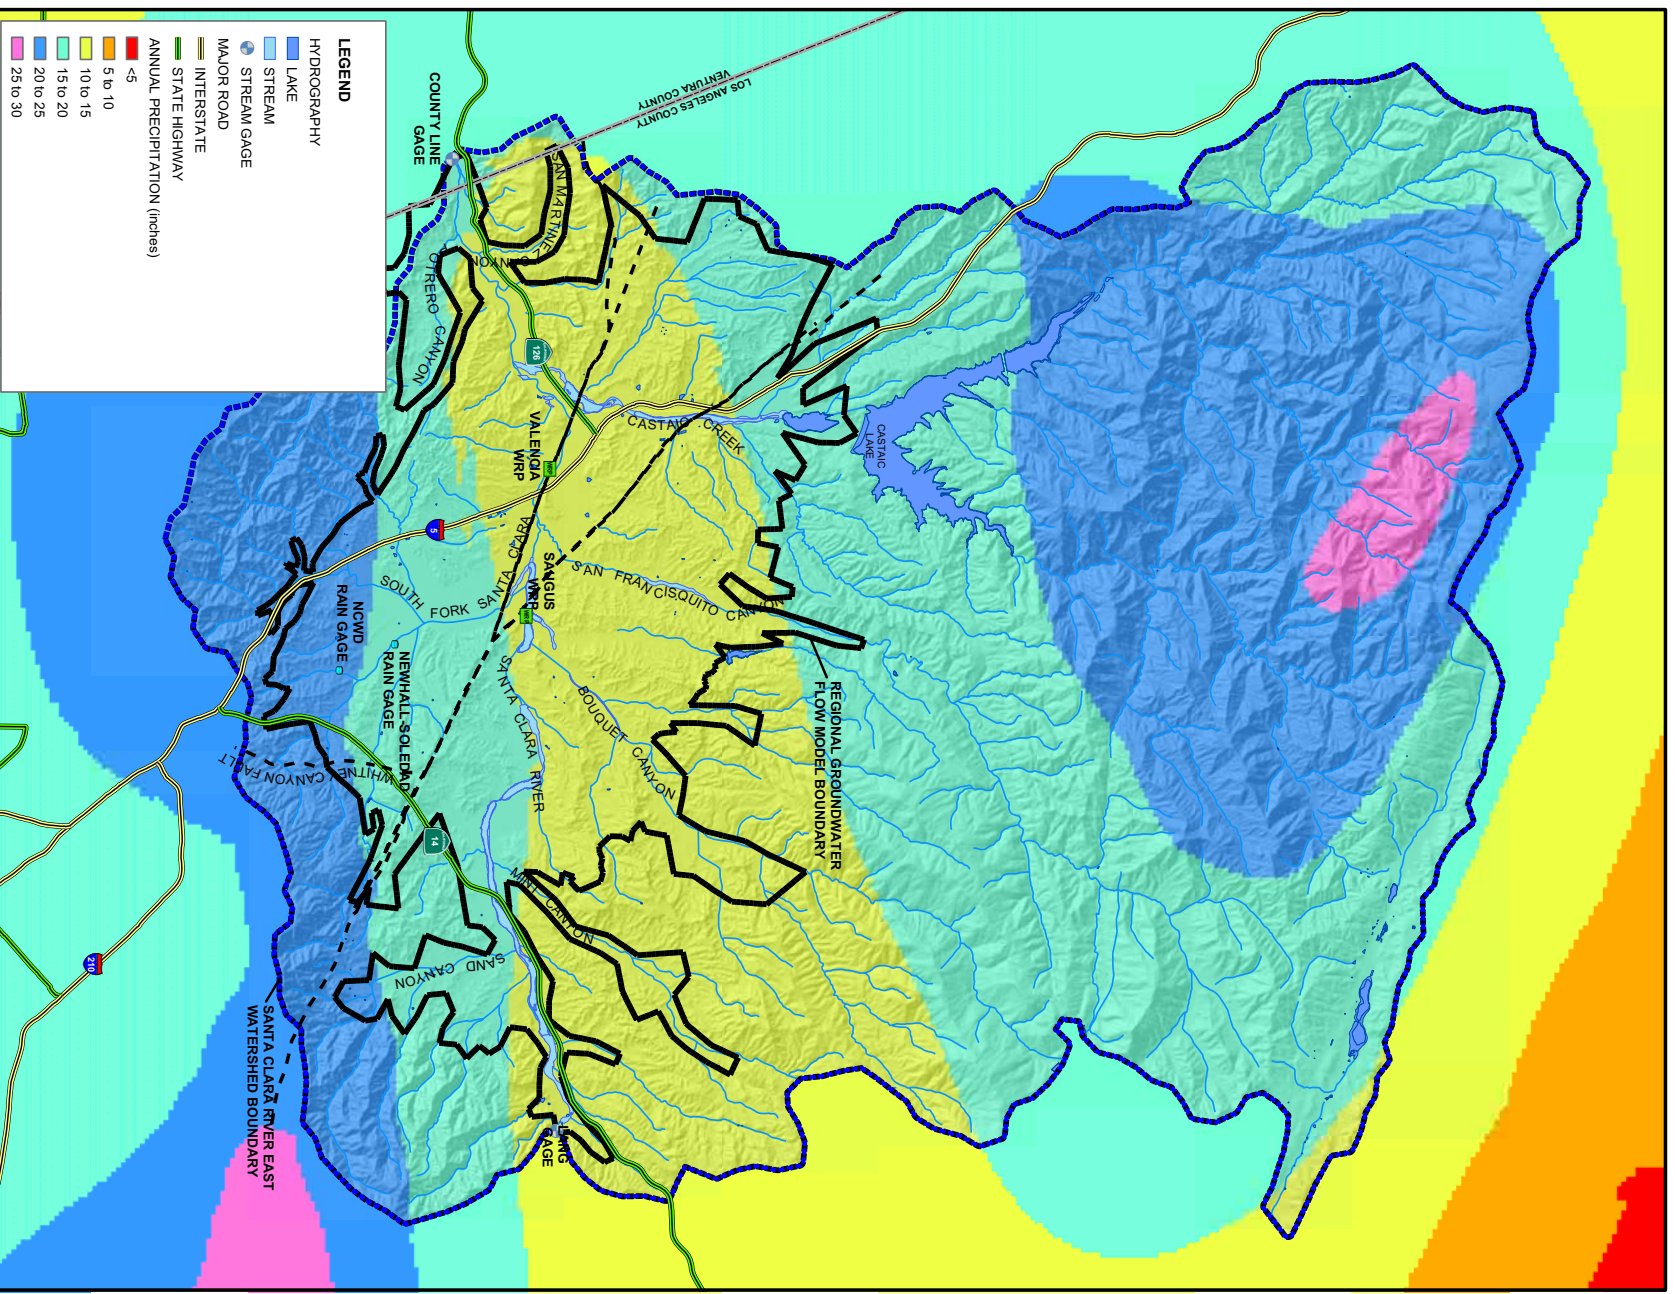 LEGEND
HYDROGRAPHY
LAKE
STREAM
STREAM GAGE
MAJOR ROAD
INTERSTATE
STATE HIGHWAY
ANNUAL PRECIPITATION (inches)
<5
5 to 10
10 to 15
15 to 20
20 to 25
25 to 30
LOS ANGELES COUNTY
VENTURA COUNTY
COUNTY LINE
GAGE
SAN MARTINEZ CANYON
POTRERO CANYON
126
VALENCIA
WRP
WRP
CASTAIC CREEK
CASTAIC
LAKE
5
SOUTH FORK SANTA CLARA
SAUGUS
WRP
WRP
SAN FRANCISQUITO CANYON
NCWD
RAIN GAGE
NEWHALL-SOLEDAD
RAIN GAGE
SANTA CLARA RIVER
BOUQUET CANYON
REGIONAL GROUNDWATER
FLOW MODEL BOUNDARY
WHITNEY CANYON FAULT
14
MINT CANYON
SAND CANYON
210
SANTA CLARA RIVER EAST
WATERSHED BOUNDARY
LANG
GAGE